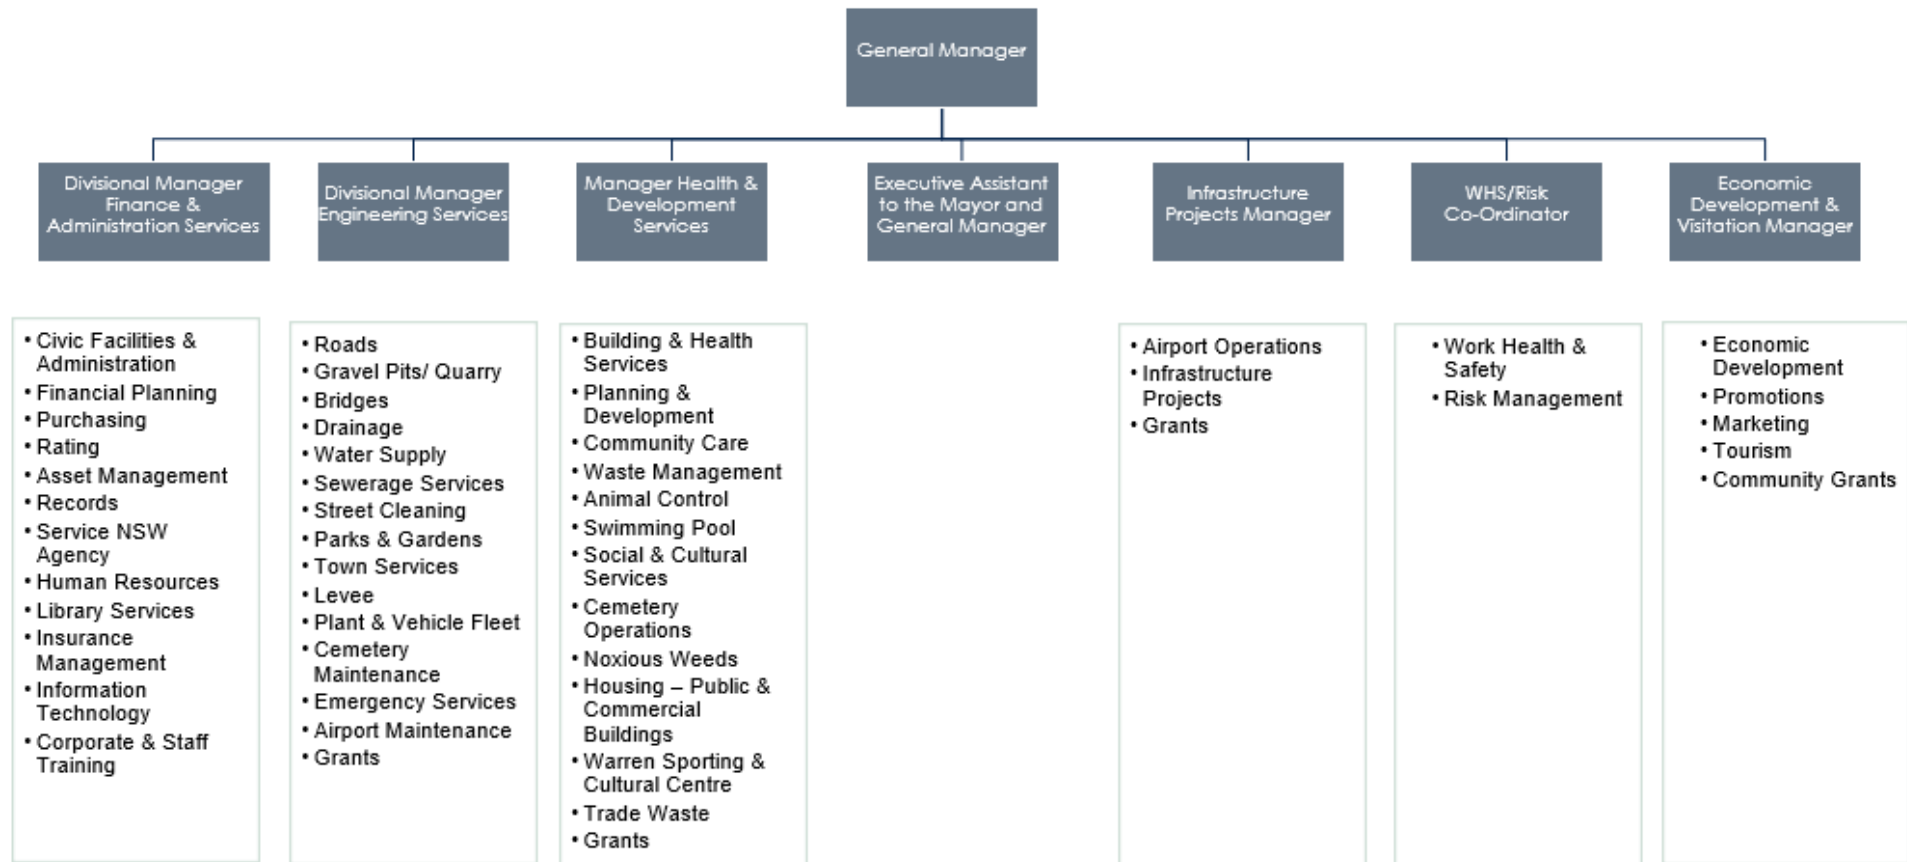 General Manager
Divisional Manager
Finance &
Administration Services
Divisional Manager
Engineering Services
Manager Health &
Development
Services
Executive Assistant
to the Mayor and
General Manager
Infrastructure
Projects Manager
WHS/Risk
Co-Ordinator
Economic
Development &
Visitation Manager
• Civic Facilities &
Administration
• Financial Planning
• Purchasing
• Rating
• Asset Management
• Records
• Service NSW
Agency
• Human Resources
• Library Services
• Insurance
Management
• Information
Technology
• Corporate & Staff
Training
• Roads
• Gravel Pits/ Quarry
• Bridges
• Drainage
• Water Supply
• Sewerage Services
• Street Cleaning
• Parks & Gardens
• Town Services
• Levee
• Plant & Vehicle Fleet
• Cemetery
Maintenance
• Emergency Services
• Airport Maintenance
• Grants
• Building & Health
Services
• Planning &
Development
• Community Care
• Waste Management
• Animal Control
• Swimming Pool
• Social & Cultural
Services
• Cemetery
Operations
• Noxious Weeds
• Housing – Public &
Commercial
Buildings
• Warren Sporting &
Cultural Centre
• Trade Waste
• Grants
• Airport Operations
• Infrastructure
Projects
• Grants
• Work Health &
Safety
• Risk Management
• Economic
Development
• Promotions
• Marketing
• Tourism
• Community Grants